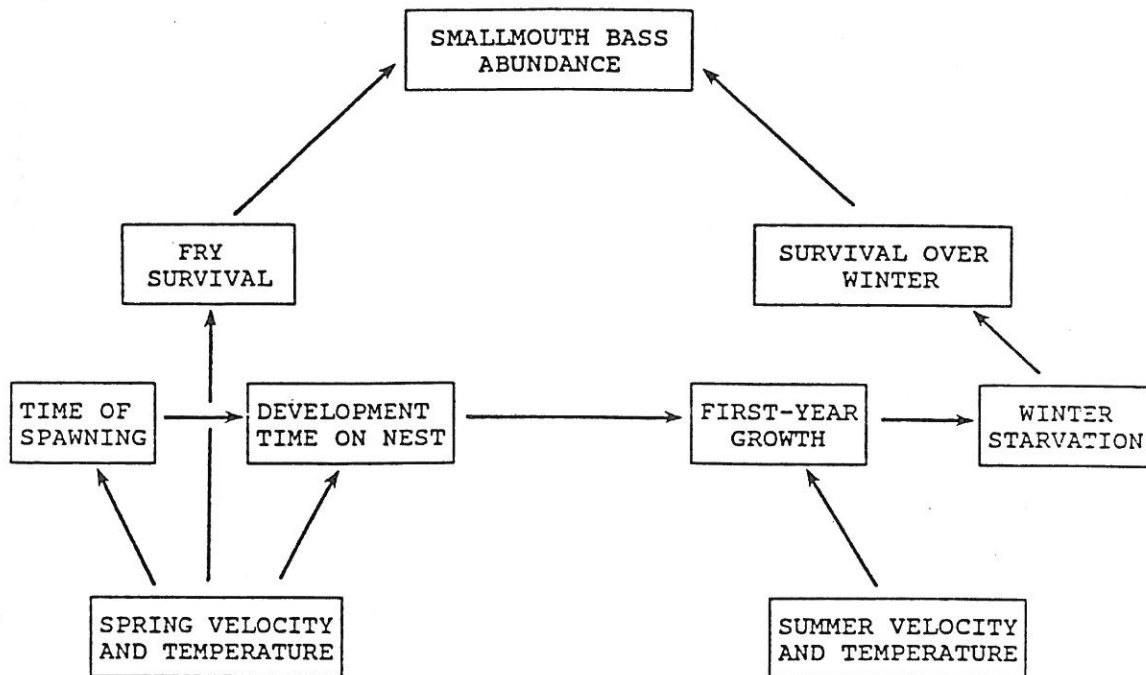 SMALLMOUTH BASS
ABUNDANCE
FRY
SURVIVAL
SURVIVAL OVER
WINTER
TIME OF
SPAWNING
DEVELOPMENT
TIME ON NEST
FIRST-YEAR
GROWTH
WINTER
STARVATION
SPRING VELOCITY
AND TEMPERATURE
SUMMER VELOCITY
AND TEMPERATURE